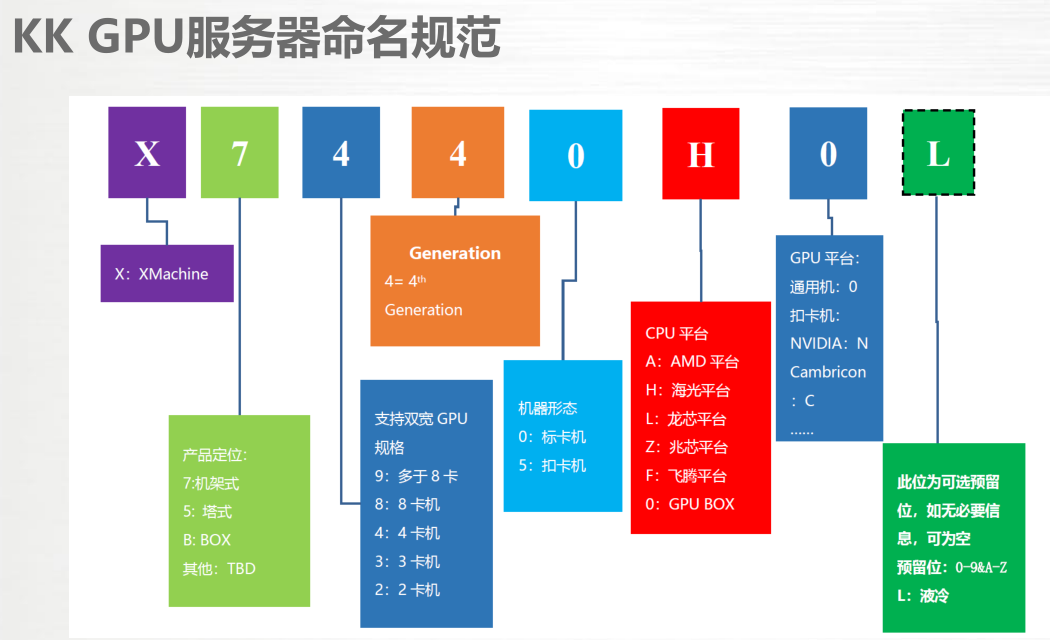 KK GPU服务器命名规范
X 7 4 4 0 H 0 L
X：XMachine
Generation
4= 4th
Generation
产品定位:
7:机架式
5: 塔式
B: BOX
其他：TBD
支持双宽 GPU
规格
9：多于 8 卡
8：8 卡机
4：4 卡机
3：3 卡机
2：2 卡机
机器形态
0：标卡机
5：扣卡机
CPU 平台
A：AMD 平台
H：海光平台
L：龙芯平台
Z：兆芯平台
F：飞腾平台
0：GPU BOX
GPU 平台：
通用机：0
扣卡机：
NVIDIA：N
Cambricon
：C
......
此位为可选预留
位，如无必要信
息，可为空
预留位：0-9&A-Z
L：液冷